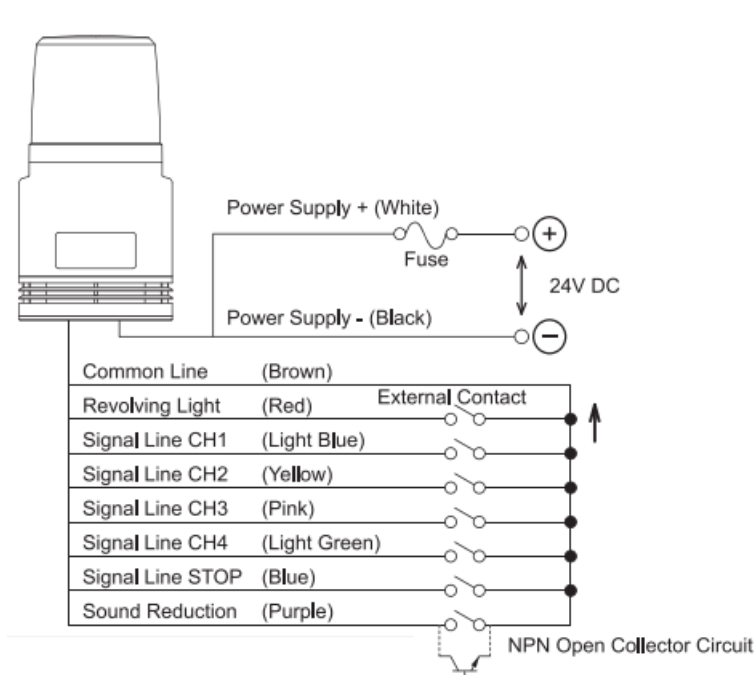 Power Supply + (White)
Fuse
+
24V DC
Power Supply - (Black)
−
Common Line (Brown)
Revolving Light (Red) External Contact
Signal Line CH1 (Light Blue)
Signal Line CH2 (Yellow)
Signal Line CH3 (Pink)
Signal Line CH4 (Light Green)
Signal Line STOP (Blue)
Sound Reduction (Purple)
NPN Open Collector Circuit